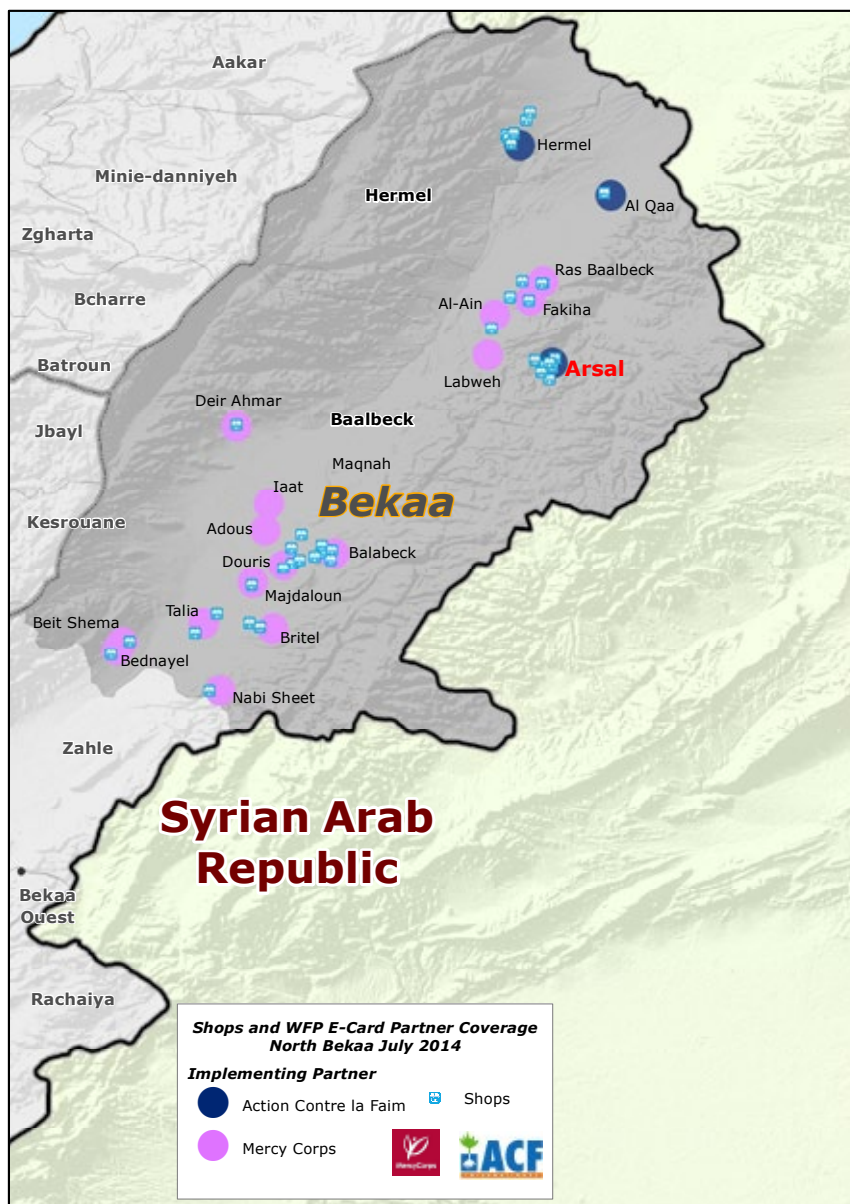 Aakar
Minie-danniyeh
Hermel
Hermel
Al Qaa
Zgharta
Ras Baalbeck
Bcharre
Al-Ain
Fakiha
Batroun
Arsal
Labweh
Deir Ahmar
Jbayl
Baalbeck
Maqnah
Iaat
Bekaa
Kesrouane
Adous
Balabeck
Douris
Majdaloun
Talia
Beit Shema
Britel
Bednayel
Nabi Sheet
Zahle
Syrian Arab
Republic
Bekaa
Ouest
Rachaiya
Shops and WFP E-Card Partner Coverage
North Bekaa July 2014
Implementing Partner
Action Contre la Faim
Shops
Mercy Corps
MercyCorps
ACF
INTERNATIONAL